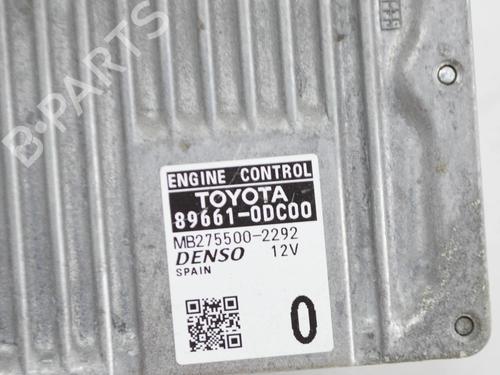 B-PARTS
ENGINE CONTROL
TOYOTA
89661-0DC00
MB275500-2292
DENSO 12V
SPAIN
0